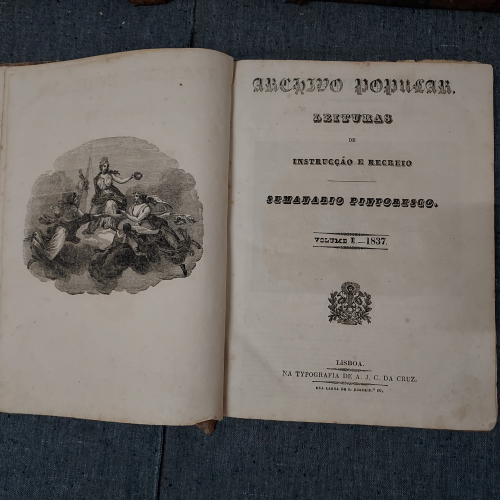 ARCHIVO POPULAR.
LEITURAS
DE
INSTRUCÇÃO E RECREIO
SEMANARIO PINTORESCO.
VOLUME I — 1837.
LISBOA.
NA TYPOGRAFIA DE A. J. C. DA CRUZ.